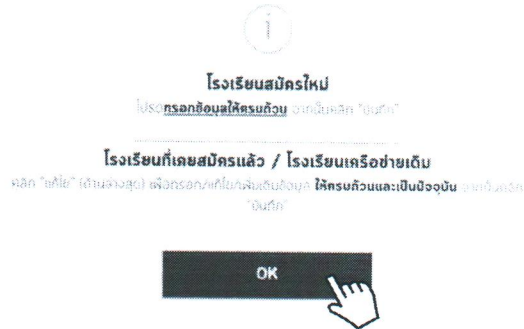 i
โรงเรียนสมัครใหม่
โปรดกรอกข้อมูลให้ครบถ้วน จากนั้นคลิก "บันทึก"
โรงเรียนที่เคยสมัครแล้ว / โรงเรียนเครือข่ายเดิม
คลิก "แก้ไข" (ด้านล่างสุด) เพื่อกรอก/แก้ไข/เพิ่มเติมข้อมูล ให้ครบถ้วนและเป็นปัจจุบัน จากนั้นคลิก
"บันทึก"
OK